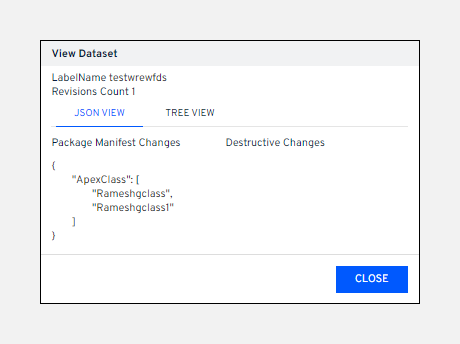 View Dataset
LabelName testwrewfds
Revisions Count 1
JSON VIEW TREE VIEW
Package Manifest Changes Destructive Changes
{
"ApexClass": [
"Rameshgclass",
"Rameshgclass1"
]
}
CLOSE